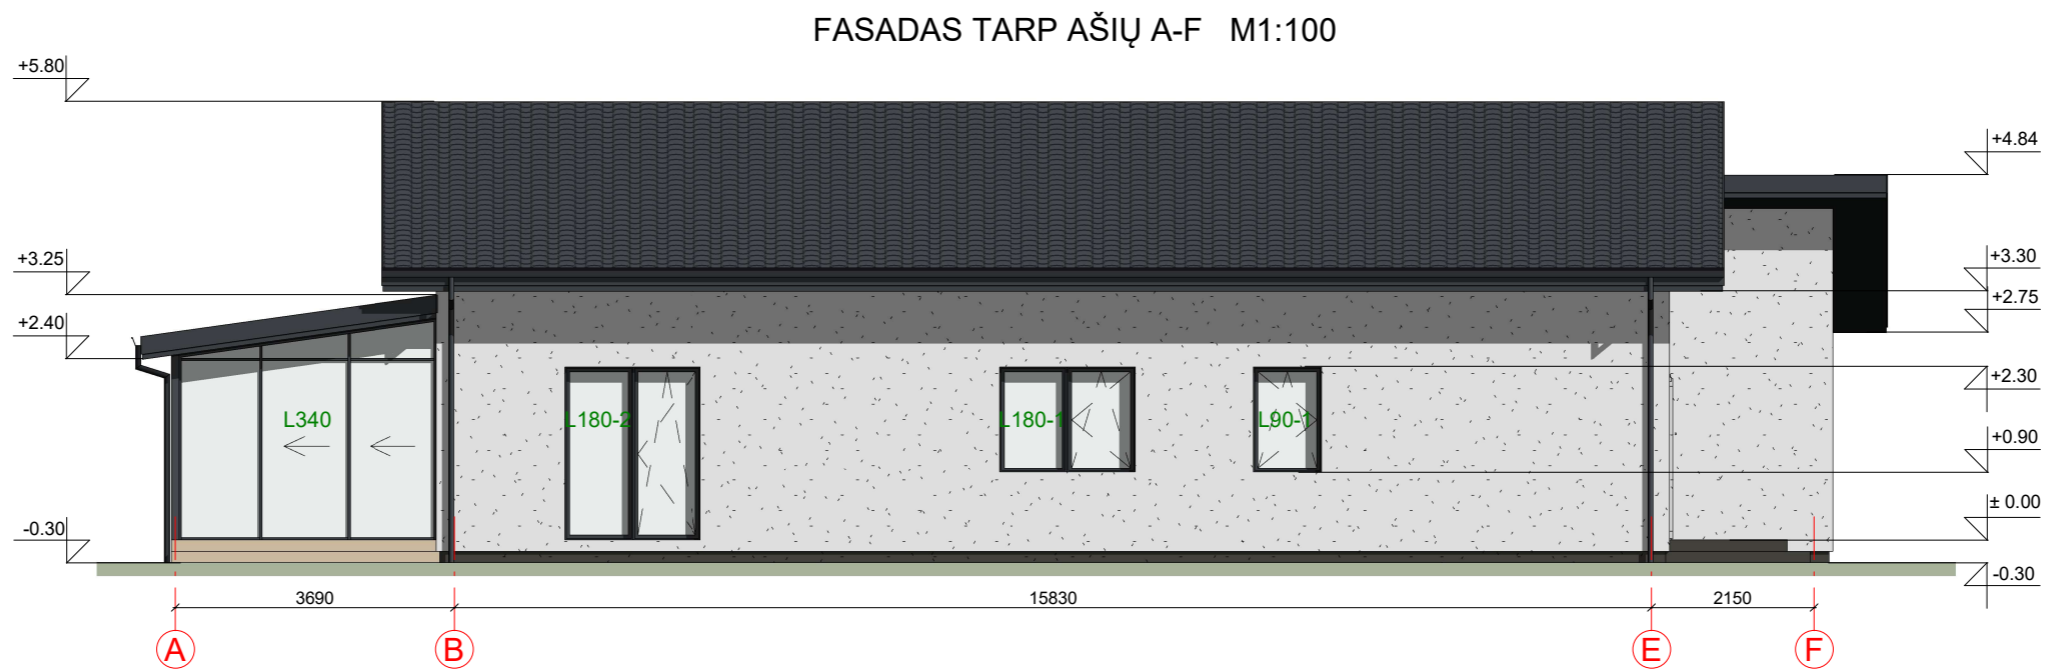 FASADAS TARP AŠIŲ A-F M1:100
+5.80
+4.84
+3.25
+3.30
+2.75
+2.40
+2.30
L340
L180-2
L180-1
L90-1
+0.90
± 0.00
-0.30
-0.30
3690
15830
2150
A
B
E
F